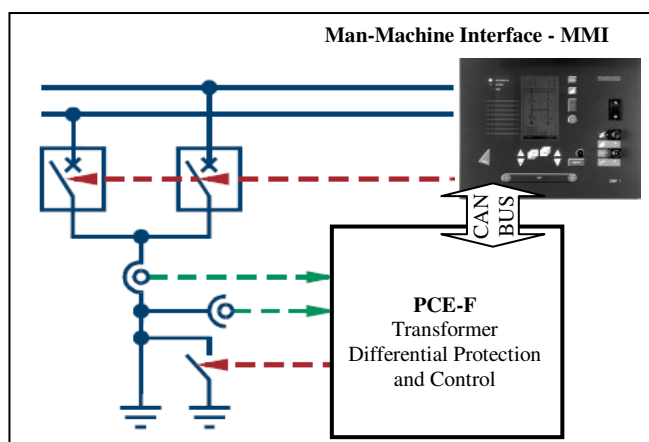 Man-Machine Interface - MMI
CAN
BUS
PCE-F
Transformer
Differential Protection
and Control